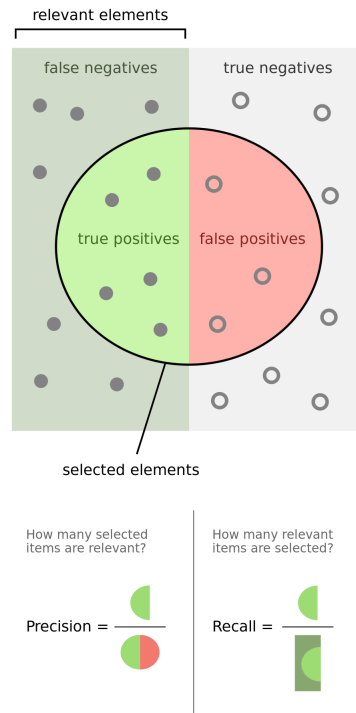 relevant elements
false negatives
true negatives
true positives
false positives
selected elements
How many selected
items are relevant?
How many relevant
items are selected?
Precision =
Recall =